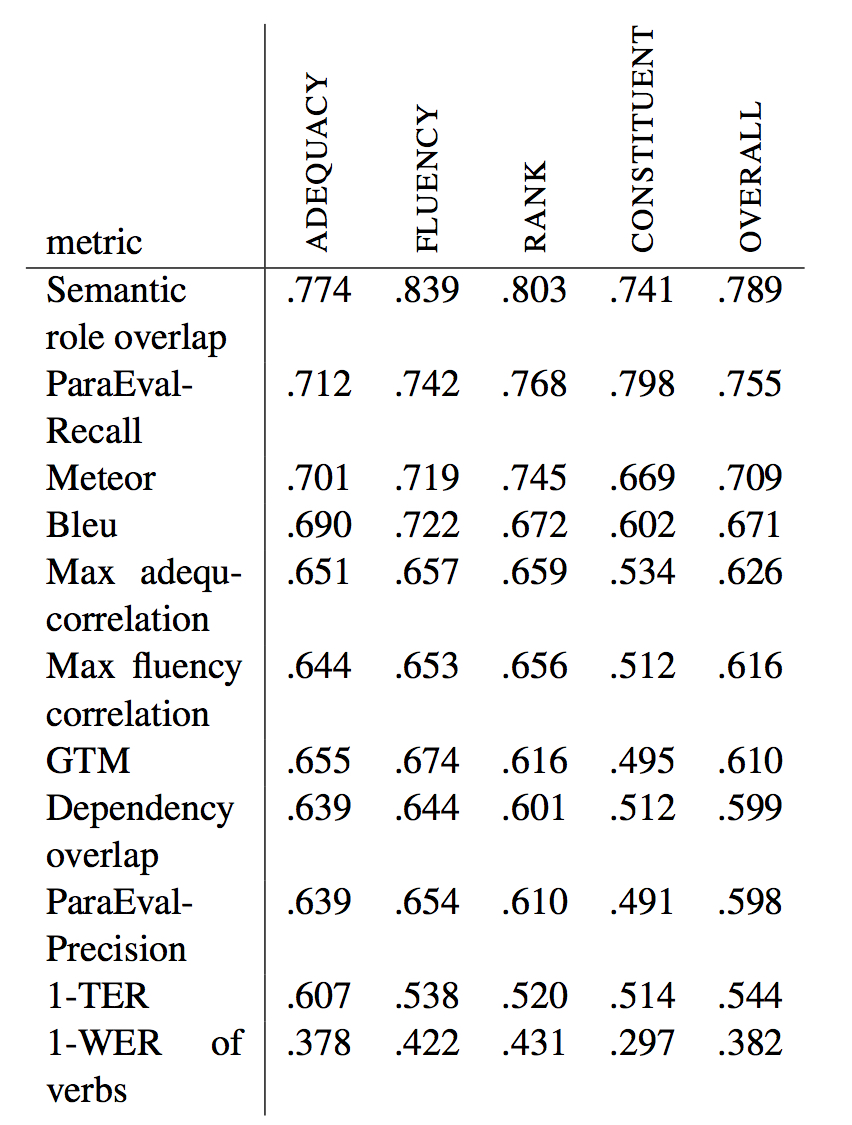 metric ADEQUACY FLUENCY RANK CONSTITUENT OVERALL
Semantic .774 .839 .803 .741 .789
role overlap
ParaEval- .712 .742 .768 .798 .755
Recall
Meteor .701 .719 .745 .669 .709
Bleu .690 .722 .672 .602 .671
Max adequ- .651 .657 .659 .534 .626
correlation
Max fluency .644 .653 .656 .512 .616
correlation
GTM .655 .674 .616 .495 .610
Dependency .639 .644 .601 .512 .599
overlap
ParaEval- .639 .654 .610 .491 .598
Precision
1-TER .607 .538 .520 .514 .544
1-WER of .378 .422 .431 .297 .382
verbs